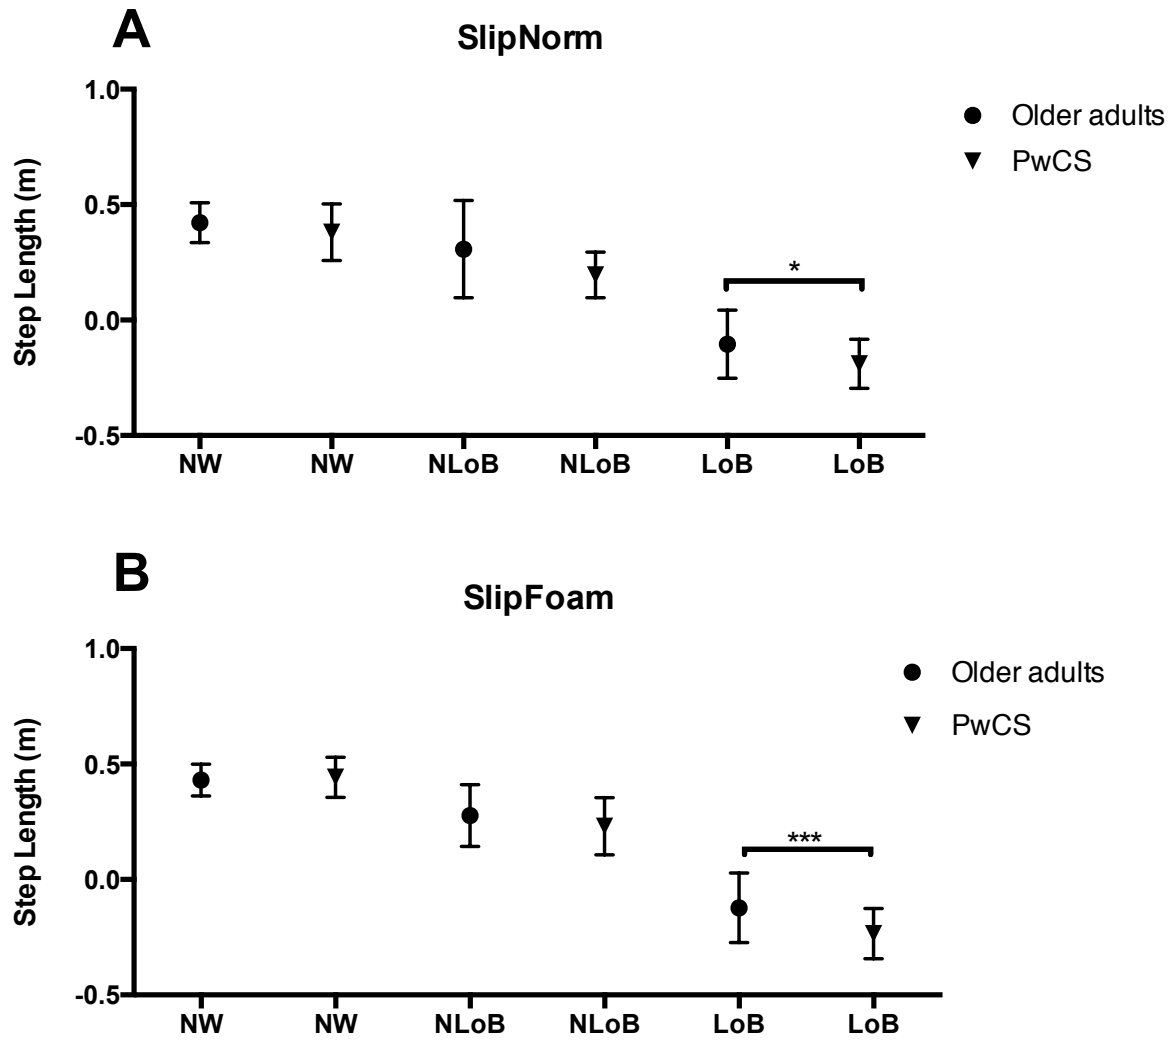 A
SlipNorm
1.0
0.5
0.0
-0.5
Step Length (m)
Older adults
PwCS
*
NW NW NLoB NLoB LoB LoB
B
SlipFoam
1.0
0.5
0.0
-0.5
Step Length (m)
Older adults
PwCS
***
NW NW NLoB NLoB LoB LoB